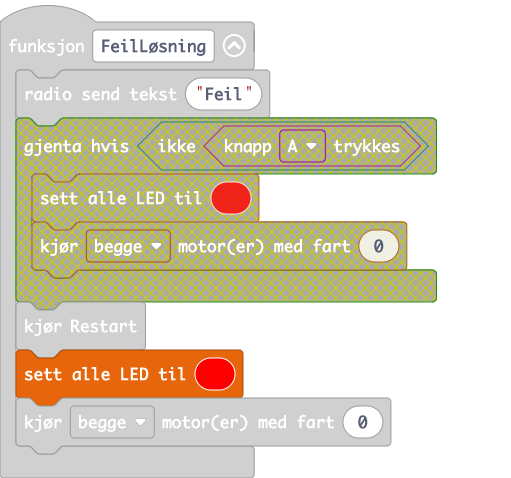 funksjon FeilLøsning
radio send tekst "Feil"
gjenta hvis ikke knapp A trykkes
sett alle LED til
kjør begge motor(er) med fart 0
kjør Restart
sett alle LED til
kjør begge motor(er) med fart 0